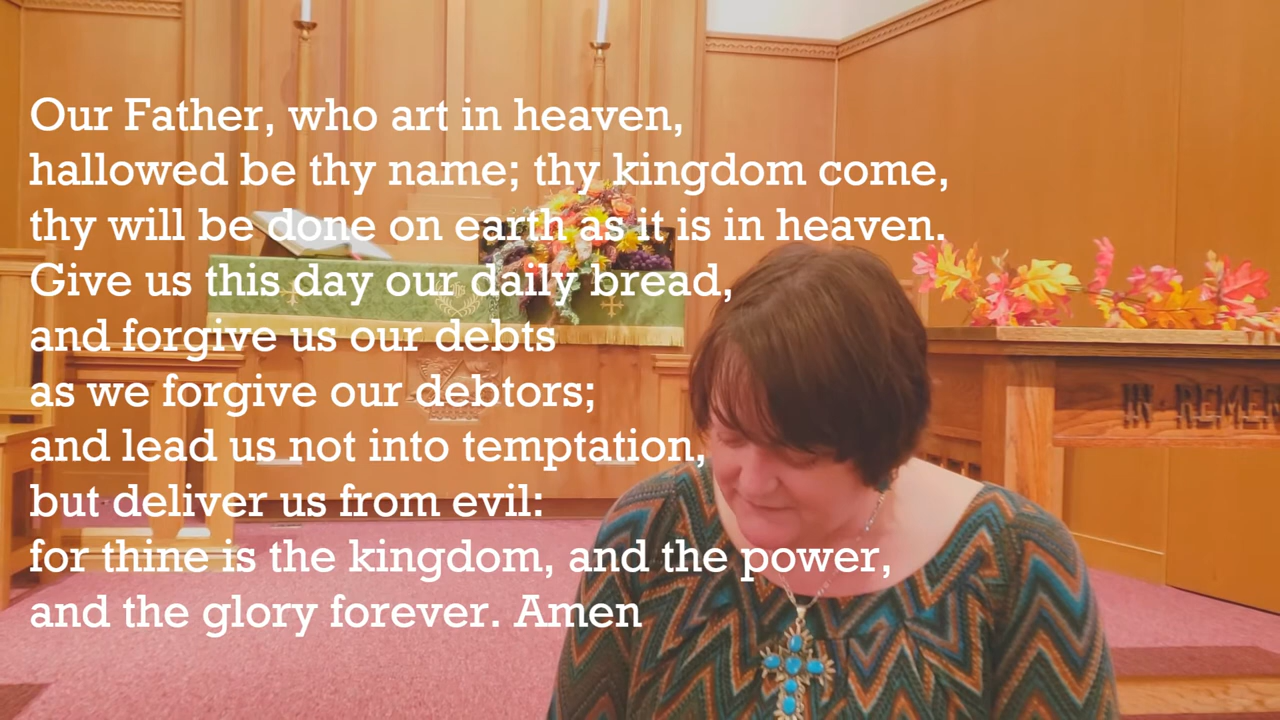 Our Father, who art in heaven,
hallowed be thy name; thy kingdom come,
thy will be done on earth as it is in heaven.
Give us this day our daily bread,
and forgive us our debts
as we forgive our debtors;
and lead us not into temptation,
but deliver us from evil:
for thine is the kingdom, and the power,
and the glory forever. Amen
IN